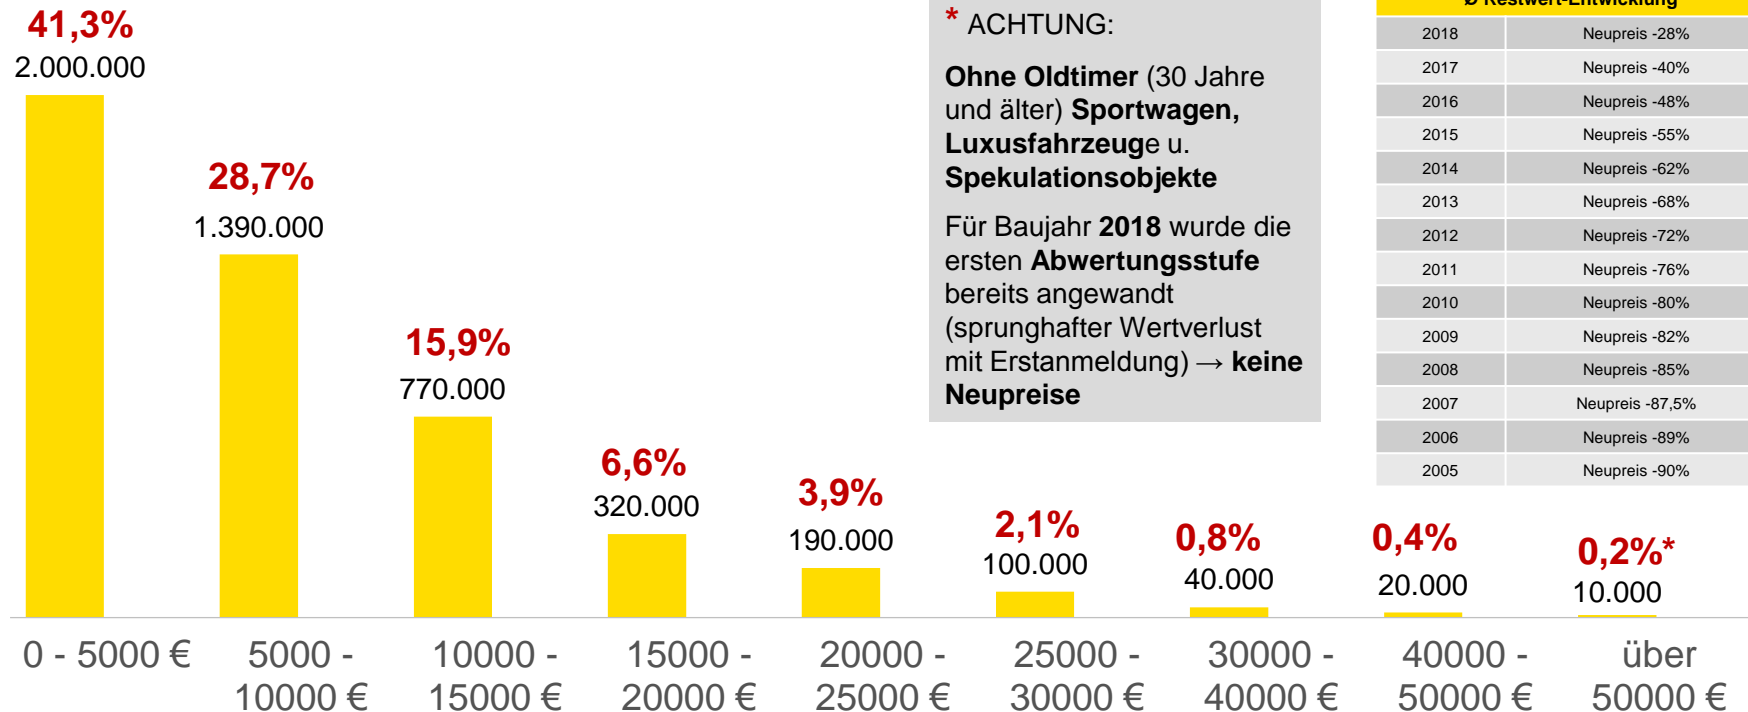 41,3%
2.000.000
28,7%
1.390.000
15,9%
770.000
6,6%
320.000
3,9%
190.000
2,1%
100.000
0,8%
40.000
0,4%
20.000
0,2%*
10.000
0 - 5000 €
5000 -
10000 €
10000 -
15000 €
15000 -
20000 €
20000 -
25000 €
25000 -
30000 €
30000 -
40000 €
40000 -
50000 €
über
50000 €
* ACHTUNG:
Ohne Oldtimer (30 Jahre
und älter) Sportwagen,
Luxusfahrzeuge u.
Spekulationsobjekte
Für Baujahr 2018 wurde die
ersten Abwertungsstufe
bereits angewandt
(sprunghafter Wertverlust
mit Erstanmeldung) → keine
Neupreise
Ø Restwert-Entwicklung
2018 Neupreis -28%
2017 Neupreis -40%
2016 Neupreis -48%
2015 Neupreis -55%
2014 Neupreis -62%
2013 Neupreis -68%
2012 Neupreis -72%
2011 Neupreis -76%
2010 Neupreis -80%
2009 Neupreis -82%
2008 Neupreis -85%
2007 Neupreis -87,5%
2006 Neupreis -89%
2005 Neupreis -90%